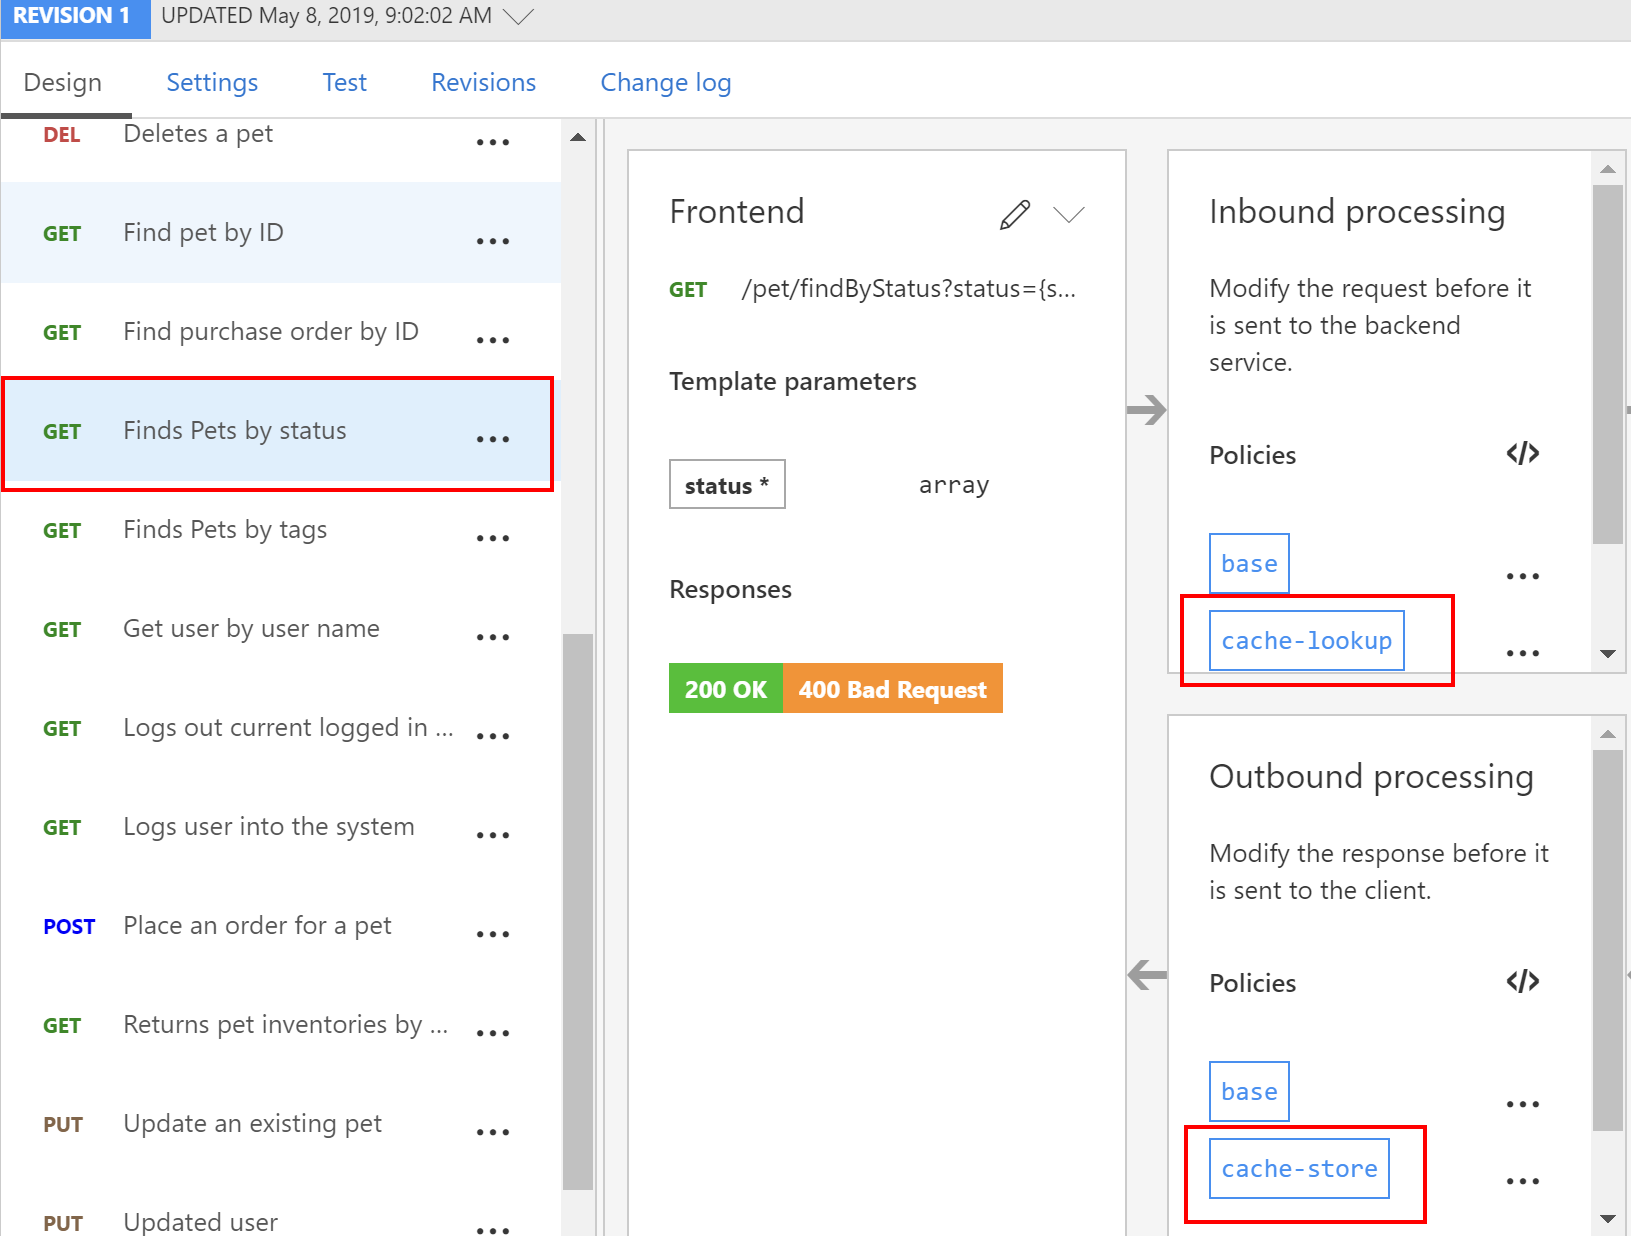 REVISION 1 UPDATED May 8, 2019, 9:02:02 AM
Design Settings Test Revisions Change log
DEL Deletes a pet ...
GET Find pet by ID ...
GET Find purchase order by ID ...
GET Finds Pets by status ...
GET Finds Pets by tags ...
GET Get user by user name ...
GET Logs out current logged in ... ...
GET Logs user into the system ...
POST Place an order for a pet ...
GET Returns pet inventories by ... ...
PUT Update an existing pet ...
PUT Updated user ...
Frontend
GET /pet/findByStatus?status={s...
Template parameters
status * array
Responses
200 OK 400 Bad Request
Inbound processing
Modify the request before it
is sent to the backend
service.
Policies </>
base ...
cache-lookup ...
Outbound processing
Modify the response before it
is sent to the client.
Policies </>
base ...
cache-store ...